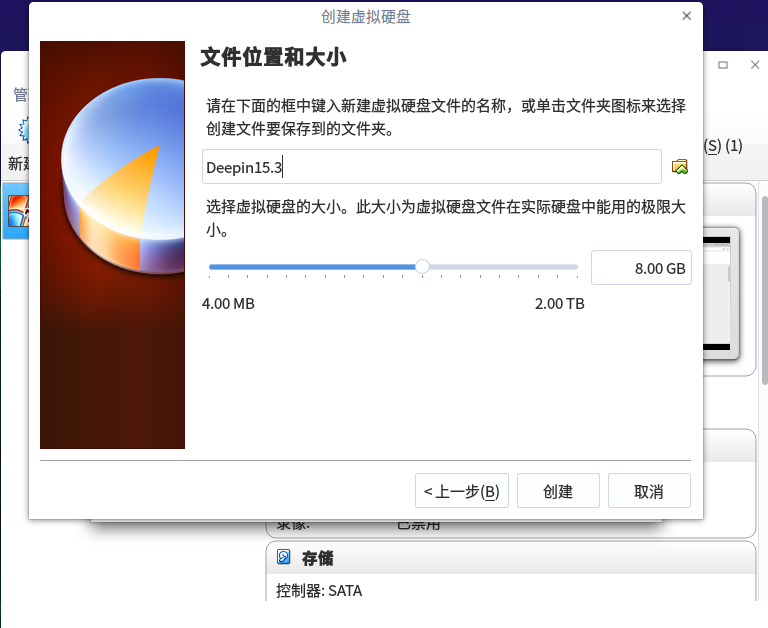 创建虚拟硬盘
文件位置和大小
请在下面的框中键入新建虚拟硬盘文件的名称，或单击文件夹图标来选择
创建文件要保存到的文件夹。
Deepin15.3
选择虚拟硬盘的大小。此大小为虚拟硬盘文件在实际硬盘中能用的极限大
小。
8.00 GB
4.00 MB
2.00 TB
< 上一步(B)
创建
取消
管
新建
(S) (1)
录像:
已禁用
存储
控制器: SATA